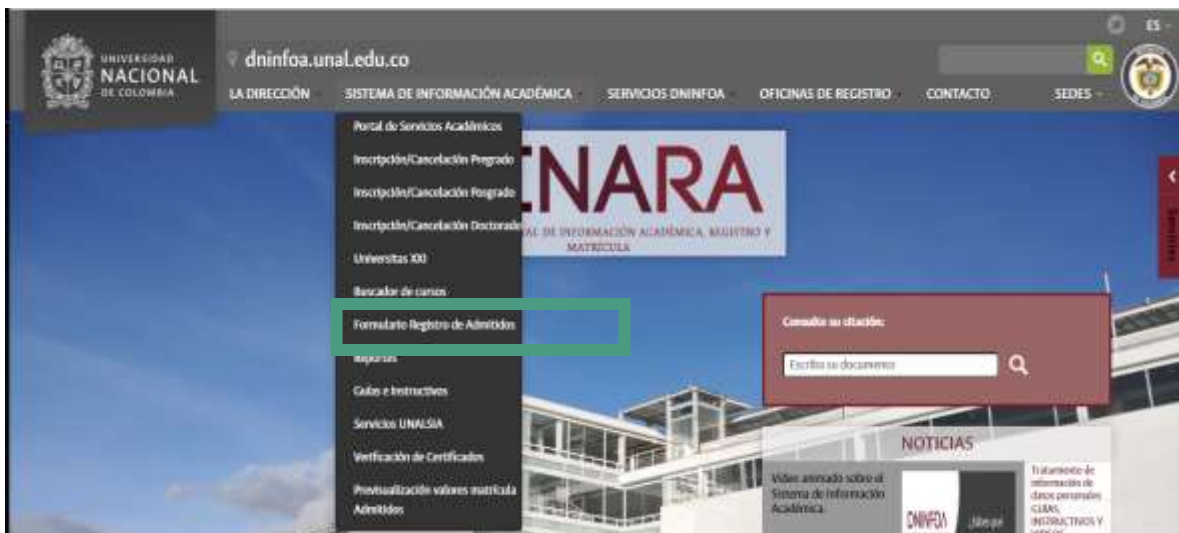 ES
UNIVERSIDAD
NACIONAL
DE COLOMBIA
dninfoa.unal.edu.co
LA DIRECCIÓN
SISTEMA DE INFORMACIÓN ACADÉMICA
SERVICIOS DNINFOA
OFICINAS DE REGISTRO
CONTACTO
SEDES
Portal de Servicios Académicos
Inscripción/Cancelación Pregrado
Inscripción/Cancelación Posgrado
Inscripción/Cancelación Doctorado
Universitas XXI
Buscador de cursos
Formulario Registro de Admitidos
Reportes
Guías e Instructivos
Servicios UNALSIA
Verificación de Certificados
Previsualización valores matrícula
Admitidos
NARA
DE INFORMACIÓN ACADÉMICA, REGISTRO Y
MATRÍCULA
Servicios
Consulte su citación:
Escriba su documento
NOTICIAS
Video animado sobre el
Sistema de Información
Académica.
DNINFOA
Tratamiento de
información de
datos personales
GUÍAS,
INSTRUCTIVOS Y